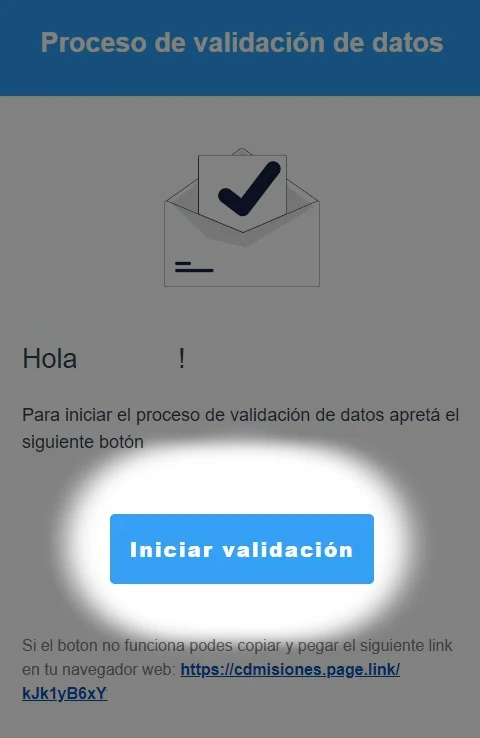 Proceso de validación de datos
Hola !
Para iniciar el proceso de validación de datos apretá el
siguiente botón
Iniciar validación
Si el boton no funciona podes copiar y pegar el siguiente link
en tu navegador web: https://cdmisiones.page.link/
kJk1yB6xY